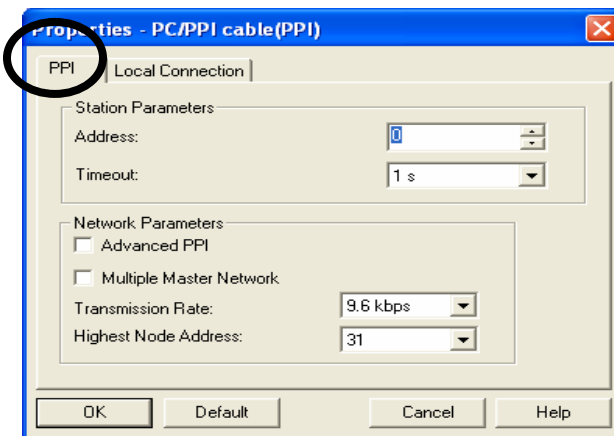 Properties - PC/PPI cable(PPI)
PPI Local Connection
Station Parameters
Address: 0
Timeout: 1 s
Network Parameters
Advanced PPI
Multiple Master Network
Transmission Rate: 9.6 kbps
Highest Node Address: 31
OK Default Cancel Help